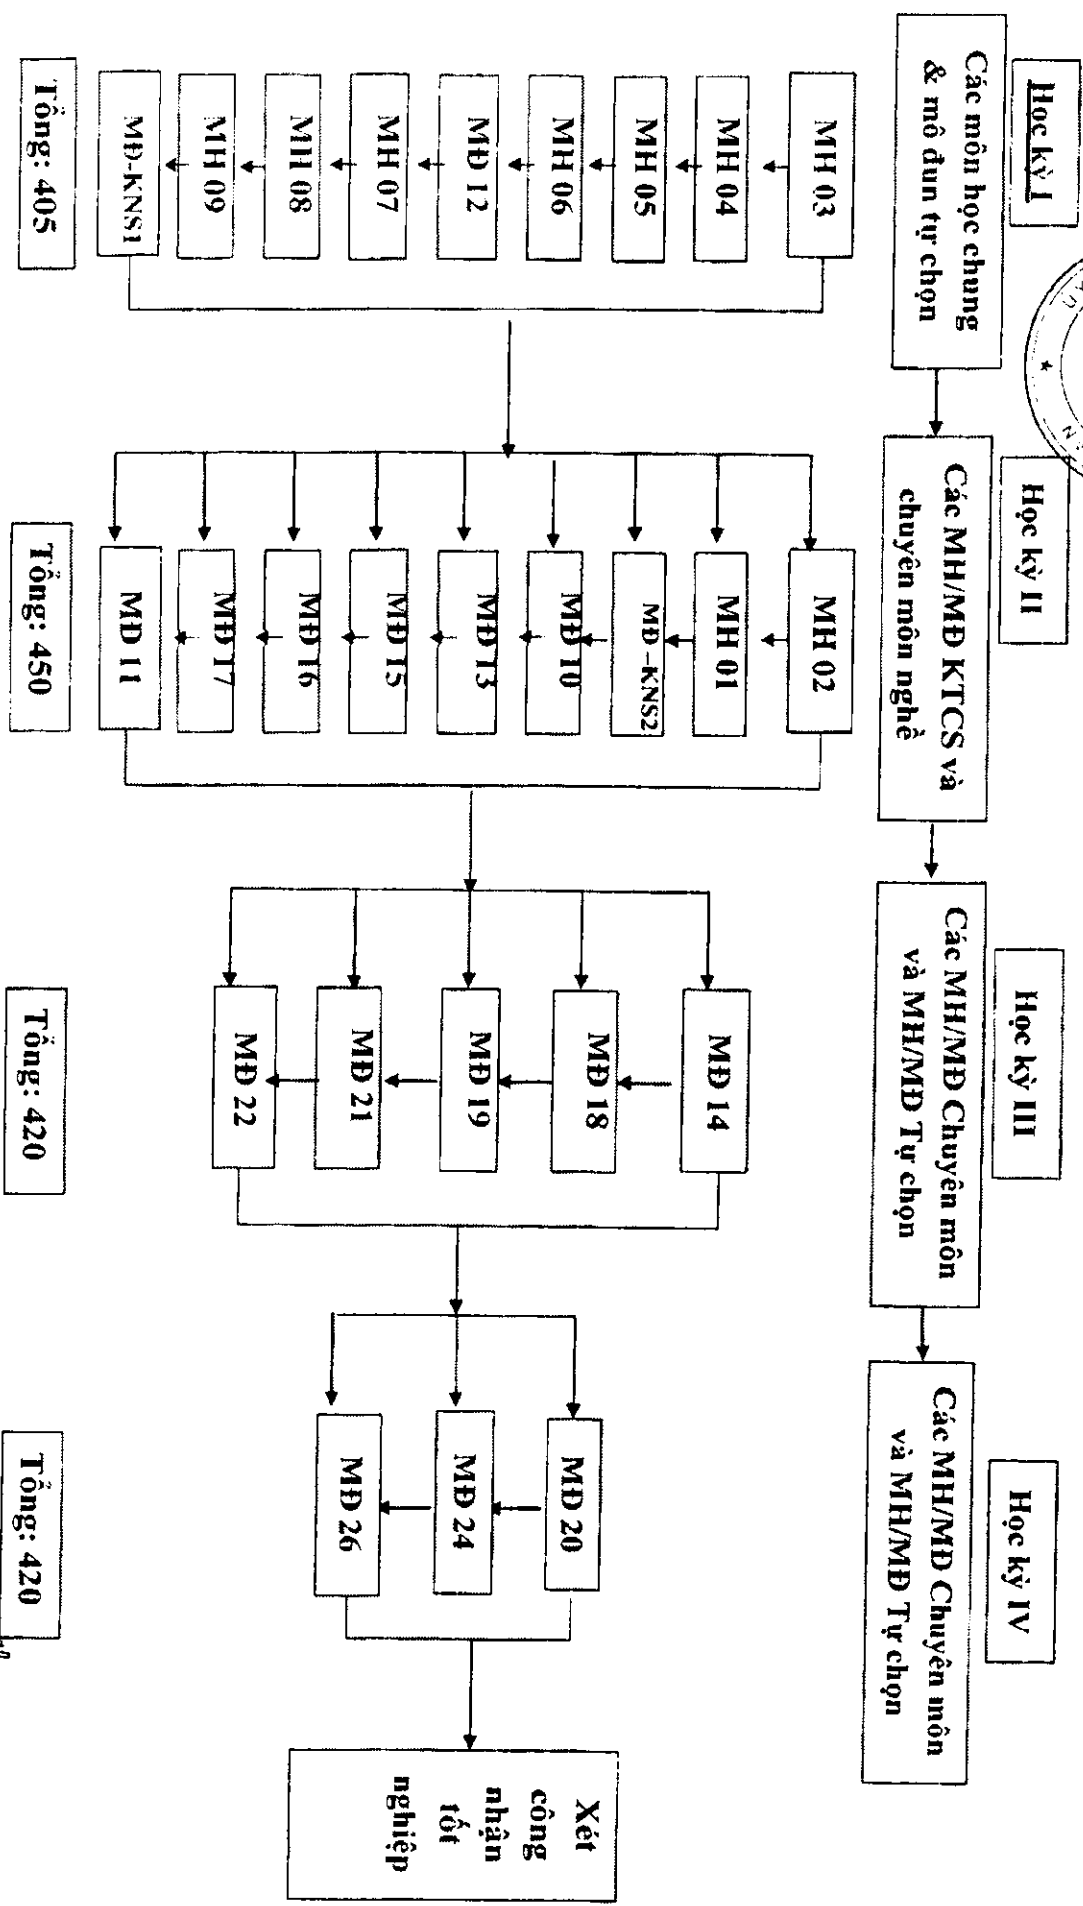 Học kỳ I
Học kỳ II
Học kỳ III
Học kỳ IV
Các môn học chung
& mô đun tự chọn
Các MH/MĐ KTCS và
chuyên môn nghề
Các MH/MĐ Chuyên môn
và MH/MĐ Tự chọn
Các MH/MĐ Chuyên môn
và MH/MĐ Tự chọn
MH 03
MH 04
MH 05
MH 06
MĐ 12
MH 07
MH 08
MH 09
MĐ-KNS1
MH 02
MH 01
MĐ-KNS2
MĐ 10
MĐ 13
MĐ 15
MĐ 16
MĐ 17
MĐ 11
MĐ 14
MĐ 18
MĐ 19
MĐ 21
MĐ 22
MĐ 20
MĐ 24
MĐ 26
Xét
công
nhận
tốt
nghiệp
Tổng: 405
Tổng: 450
Tổng: 420
Tổng: 420